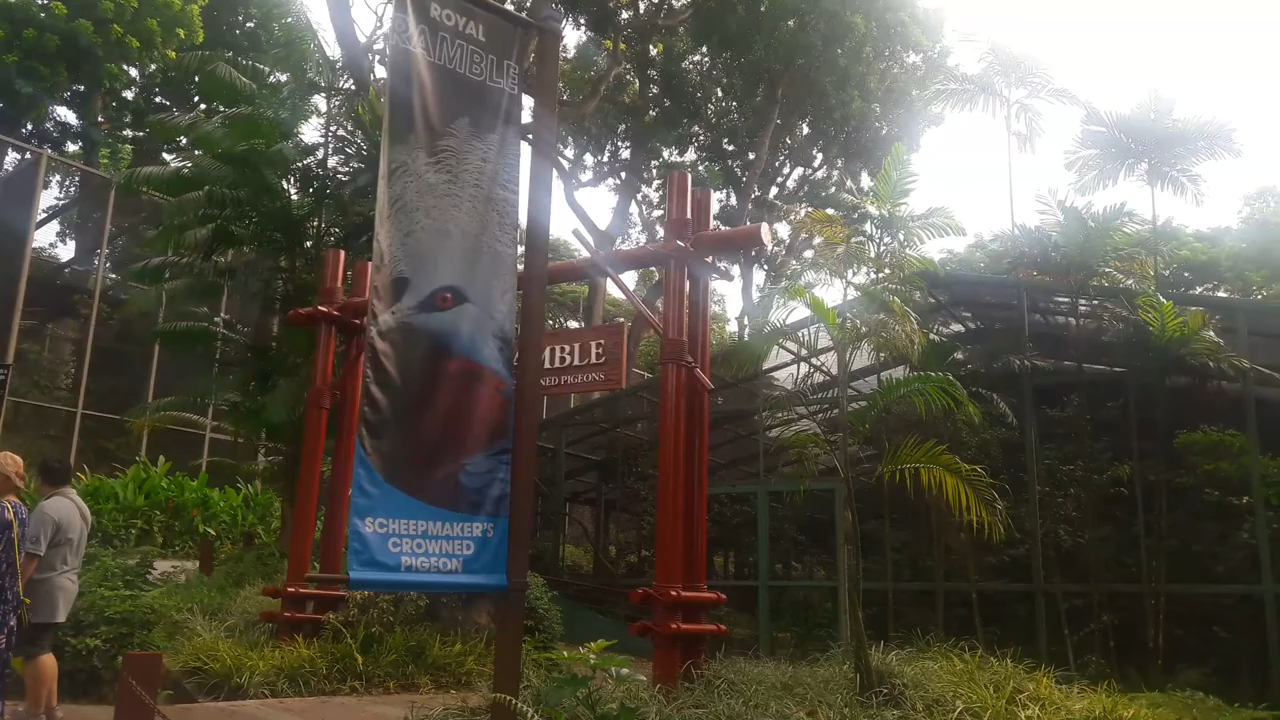 ROYAL
RAMBLE
MBLE
NED PIGEONS
SCHEEPMAKER'S
CROWNED
PIGEON